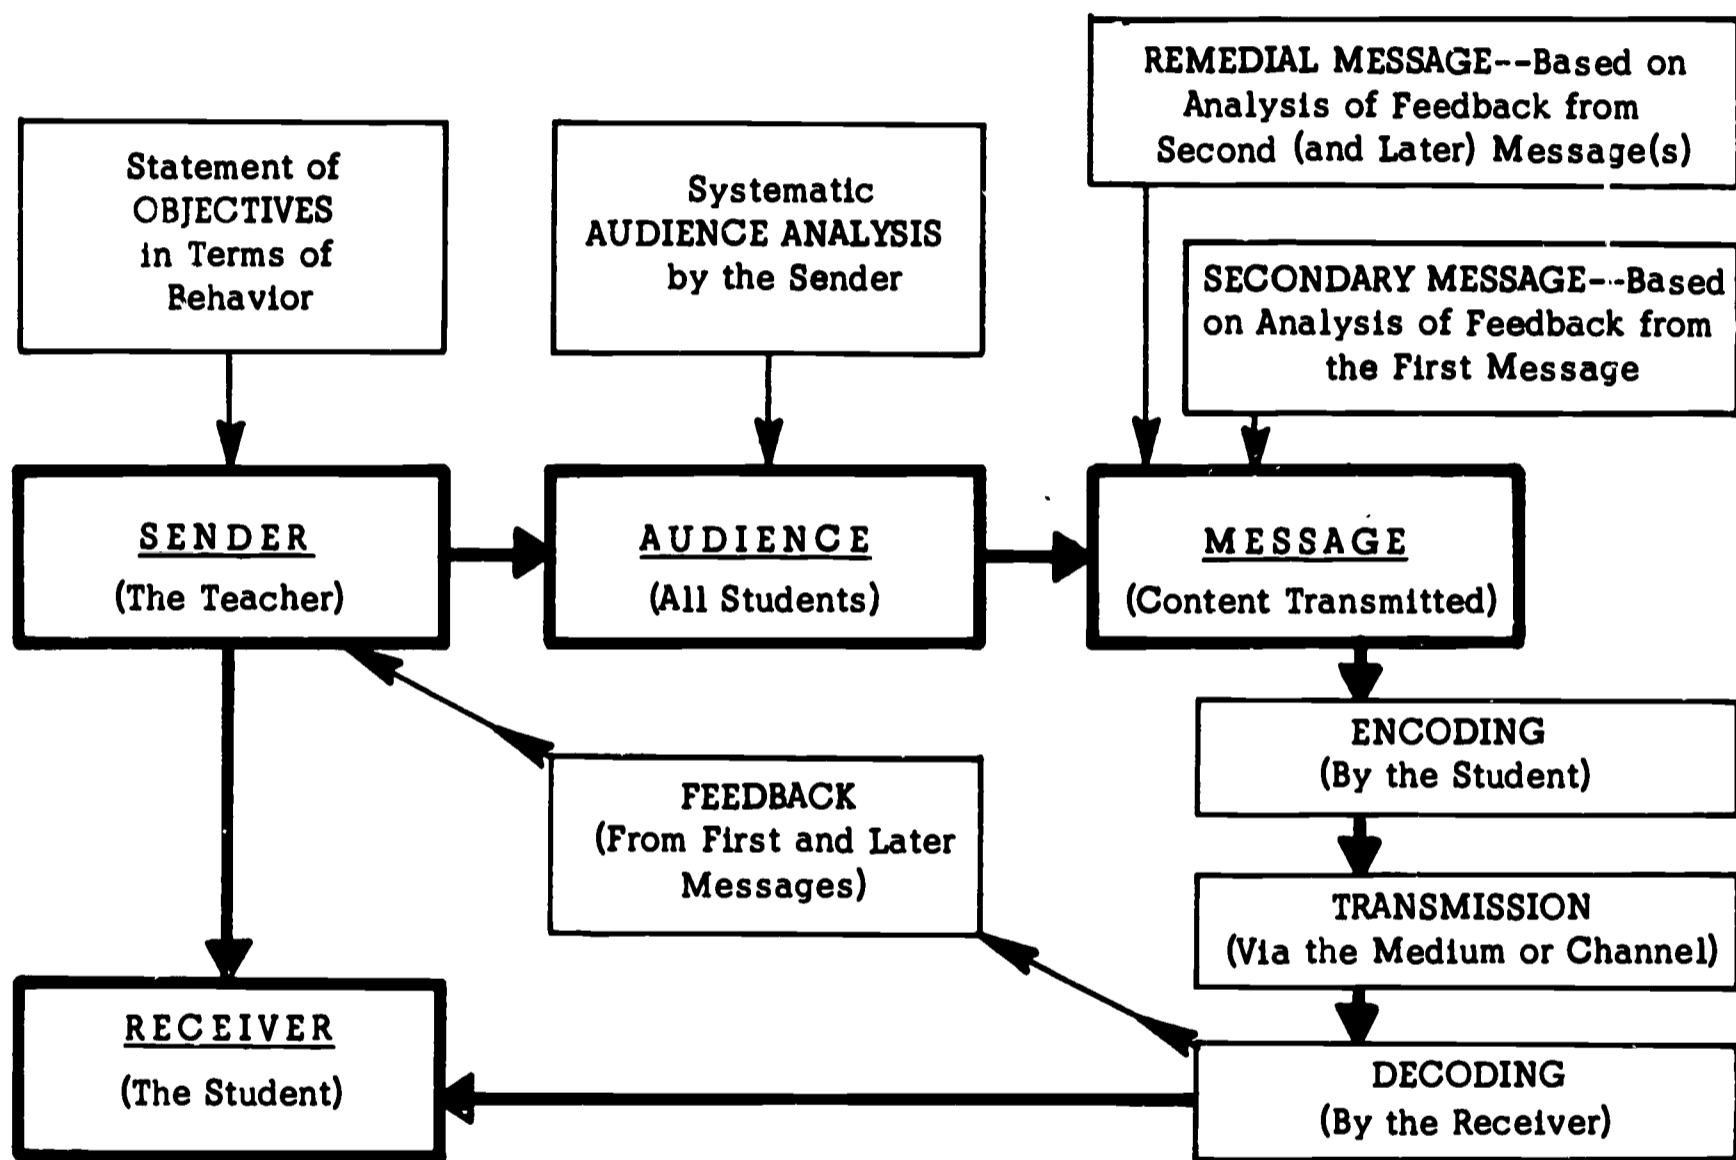 REMEDIAL MESSAGE--Based on
Analysis of Feedback from
Second (and Later) Message(s)
Statement of
OBJECTIVES
in Terms of
Behavior
Systematic
AUDIENCE ANALYSIS
by the Sender
SECONDARY MESSAGE--Based
on Analysis of Feedback from
the First Message
SENDER
(The Teacher)
AUDIENCE
(All Students)
MESSAGE
(Content Transmitted)
ENCODING
(By the Student)
FEEDBACK
(From First and Later
Messages)
TRANSMISSION
(Via the Medium or Channel)
RECEIVER
(The Student)
DECODING
(By the Receiver)